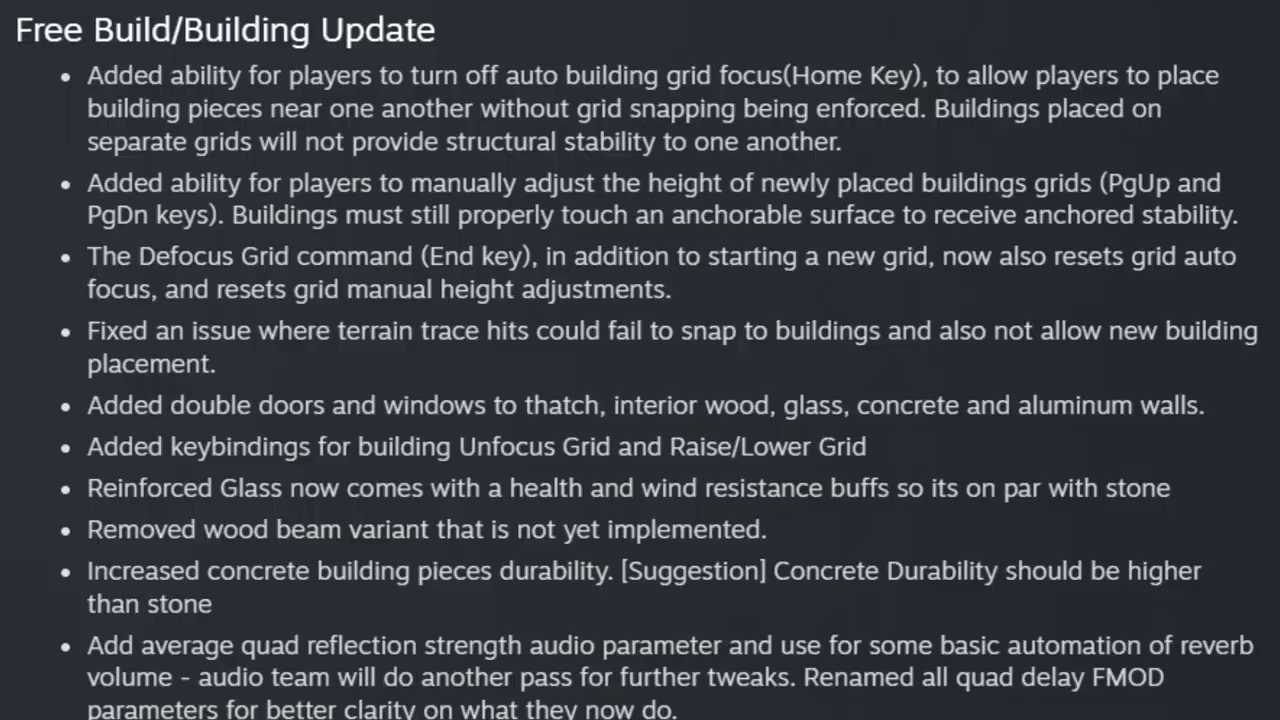 Free Build/Building Update
• Added ability for players to turn off auto building grid focus(Home Key), to allow players to place
building pieces near one another without grid snapping being enforced. Buildings placed on
separate grids will not provide structural stability to one another.
• Added ability for players to manually adjust the height of newly placed buildings grids (PgUp and
PgDn keys). Buildings must still properly touch an anchorable surface to receive anchored stability.
• The Defocus Grid command (End key), in addition to starting a new grid, now also resets grid auto
focus, and resets grid manual height adjustments.
• Fixed an issue where terrain trace hits could fail to snap to buildings and also not allow new building
placement.
• Added double doors and windows to thatch, interior wood, glass, concrete and aluminum walls.
• Added keybindings for building Unfocus Grid and Raise/Lower Grid
• Reinforced Glass now comes with a health and wind resistance buffs so its on par with stone
• Removed wood beam variant that is not yet implemented.
• Increased concrete building pieces durability. [Suggestion] Concrete Durability should be higher
than stone
• Add average quad reflection strength audio parameter and use for some basic automation of reverb
volume - audio team will do another pass for further tweaks. Renamed all quad delay FMOD
parameters for better clarity on what they now do.